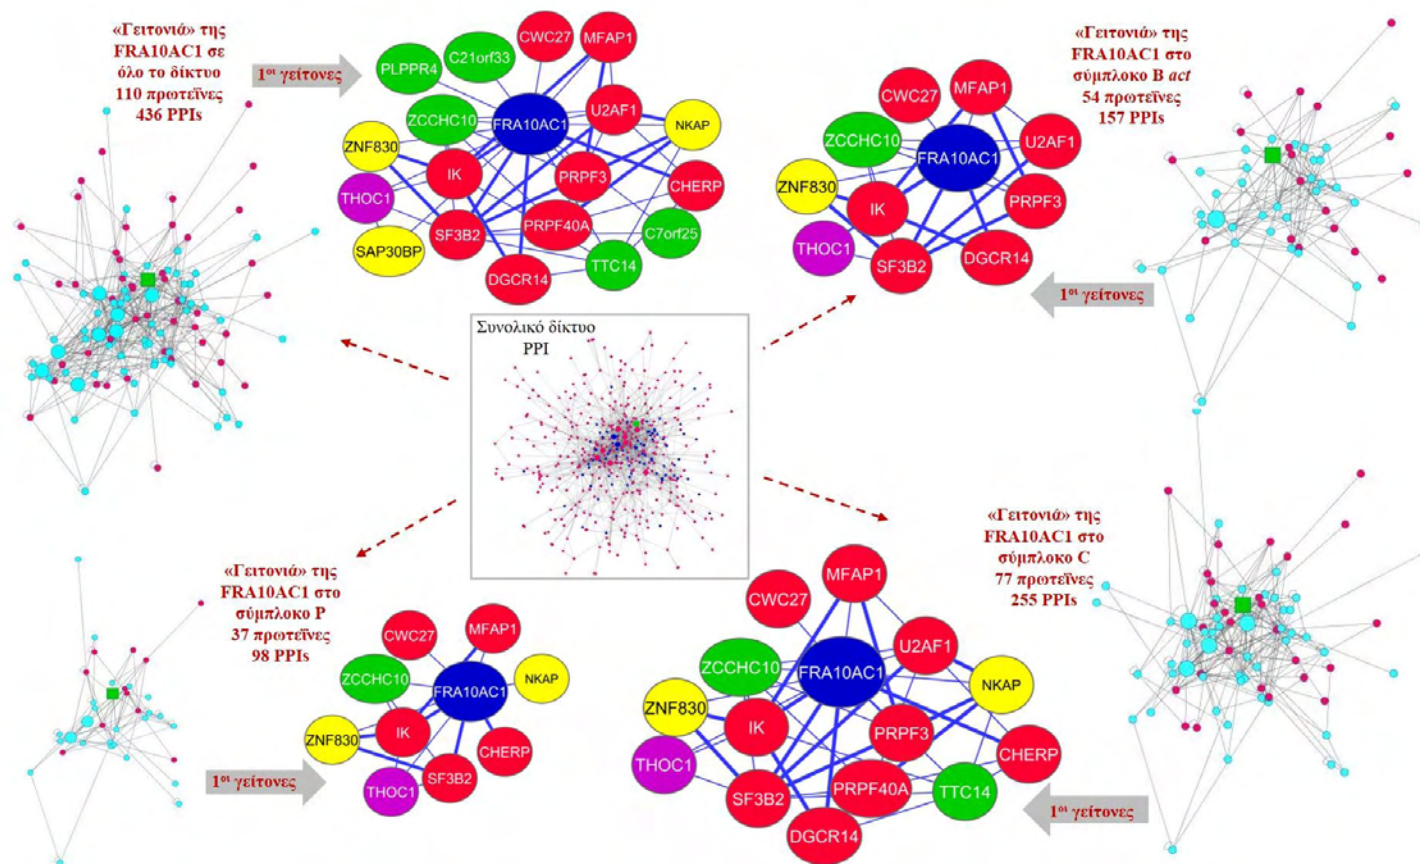 «Γειτονιά» της
FRA10AC1 σε
όλο το δίκτυο
110 πρωτεΐνες
436 PPIs
1οι γείτονες
PLPPR4
C21orf33
CWC27
MFAP1
ZCCHC10
FRA10AC1
U2AF1
NKAP
ZNF830
IK
PRPF3
THOC1
CHERP
SF3B2
PRPF40A
C7orf25
SAP30BP
DGCR14
TTC14
«Γειτονιά» της
FRA10AC1 στο
σύμπλοκο B act
54 πρωτεΐνες
157 PPIs
CWC27
MFAP1
ZCCHC10
FRA10AC1
U2AF1
ZNF830
IK
PRPF3
THOC1
SF3B2
DGCR14
1οι γείτονες
Συνολικό δίκτυο
PPI
«Γειτονιά» της
FRA10AC1 στο
σύμπλοκο P
37 πρωτεΐνες
98 PPIs
1οι γείτονες
CWC27
MFAP1
ZCCHC10
FRA10AC1
NKAP
ZNF830
IK
CHERP
SF3B2
THOC1
«Γειτονιά» της
FRA10AC1 στο
σύμπλοκο C
77 πρωτεΐνες
255 PPIs
MFAP1
CWC27
ZCCHC10
FRA10AC1
U2AF1
NKAP
ZNF830
IK
PRPF3
THOC1
CHERP
SF3B2
PRPF40A
TTC14
DGCR14
1οι γείτονες